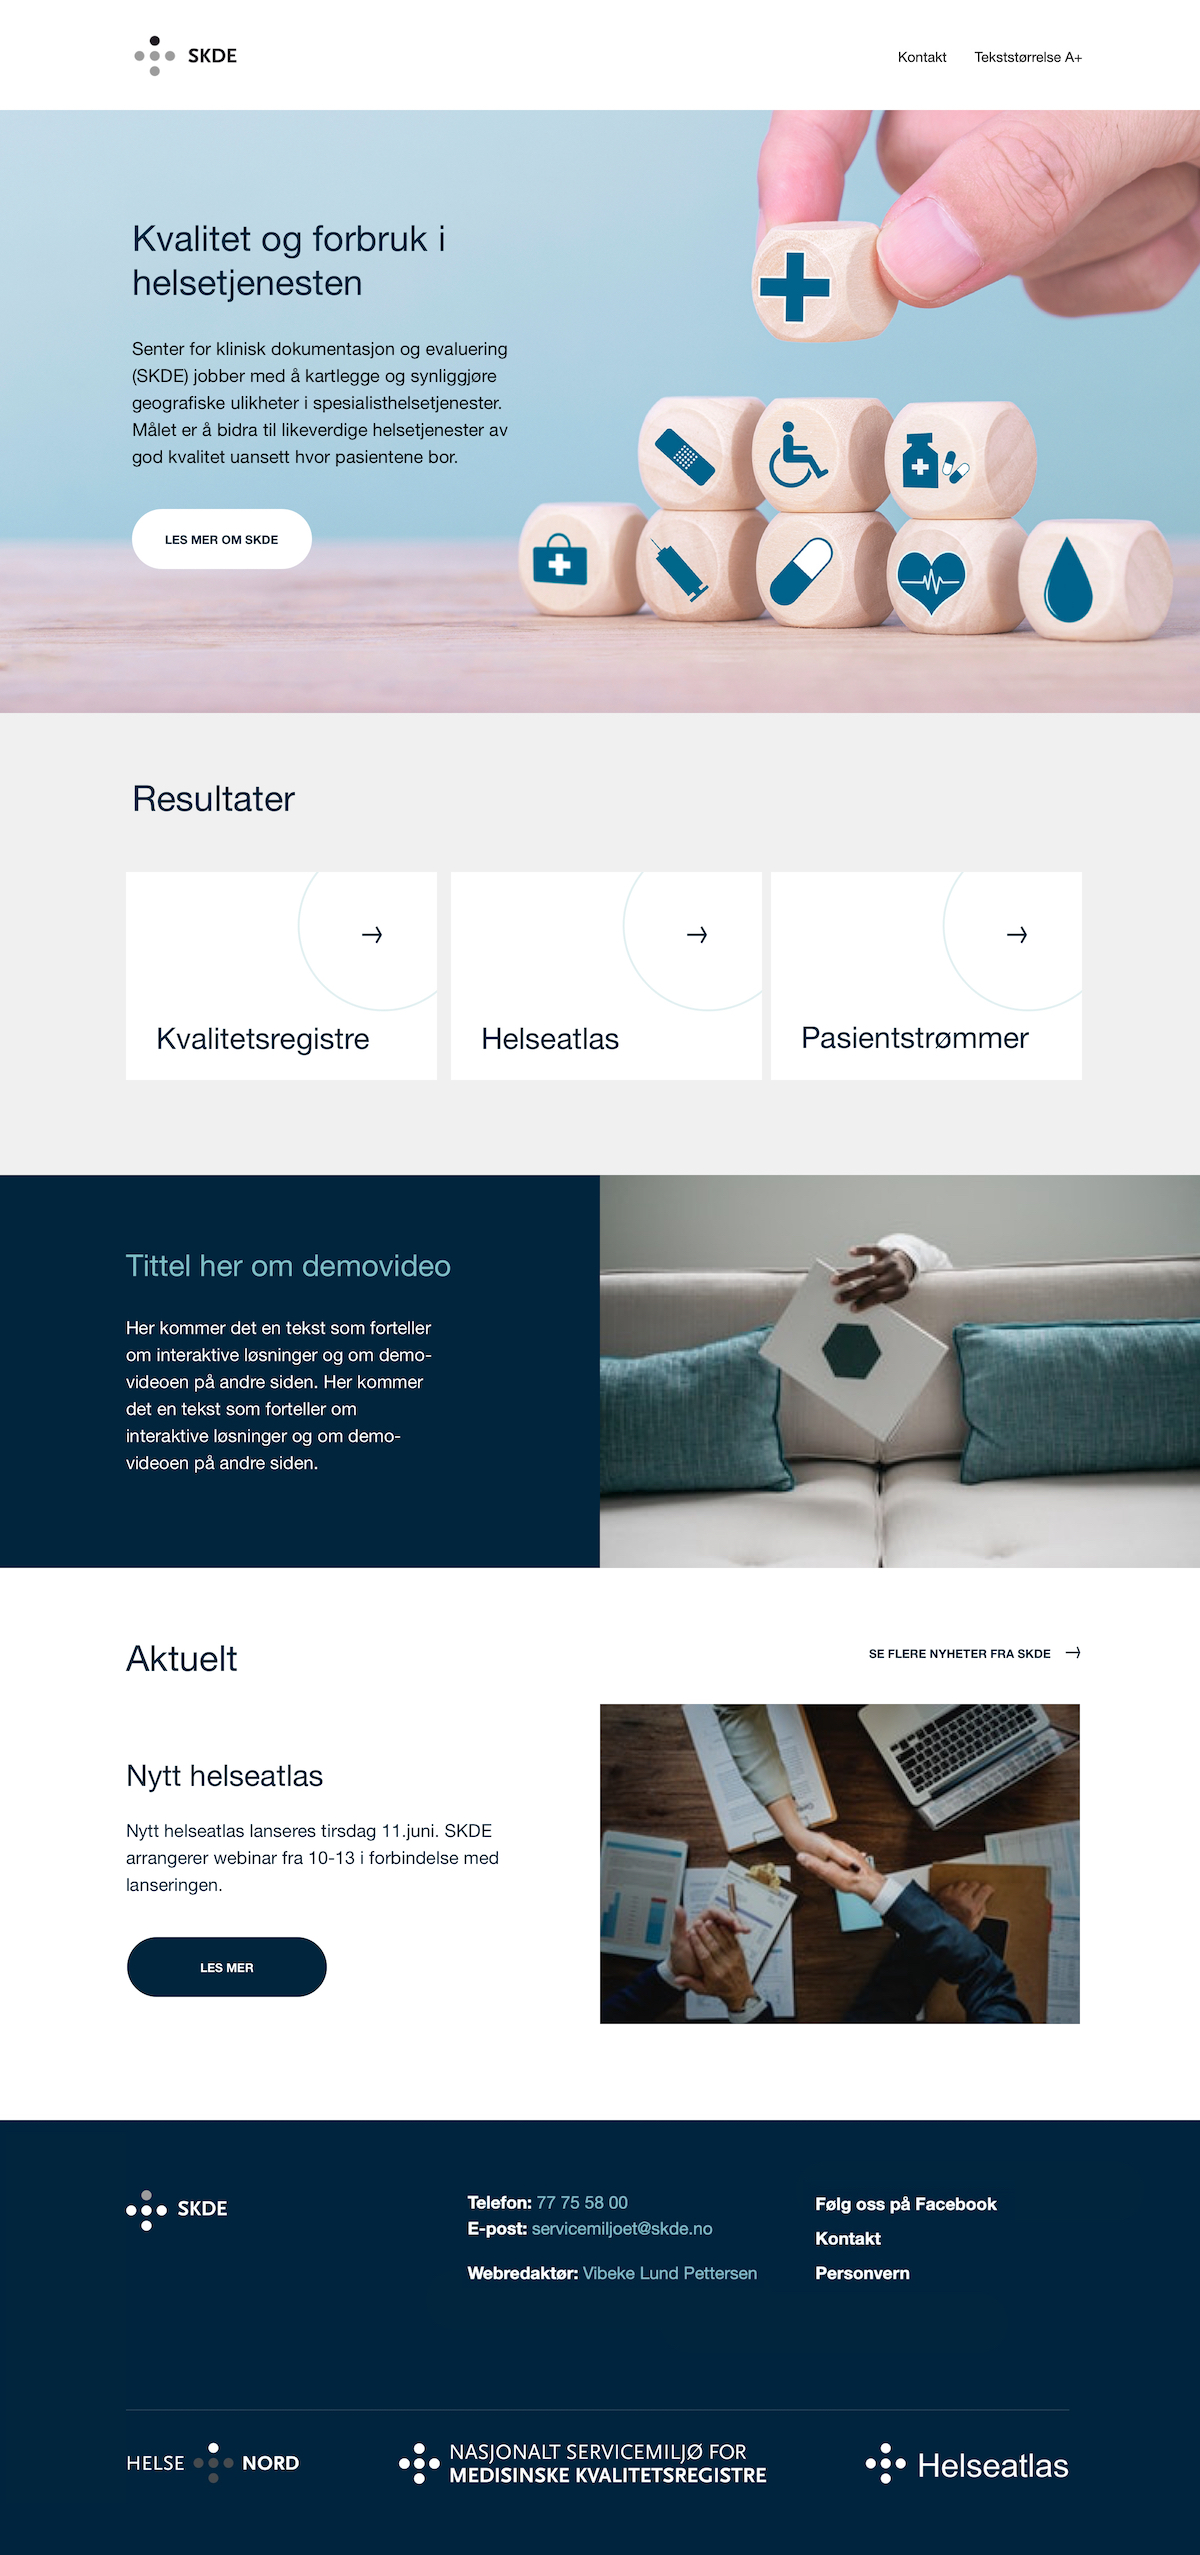 SKDE
Kontakt
Tekststørrelse A+
Kvalitet og forbruk i
helsetjenesten
Senter for klinisk dokumentasjon og evaluering
(SKDE) jobber med å kartlegge og synliggjøre
geografiske ulikheter i spesialisthelsetjenester.
Målet er å bidra til likeverdige helsetjenester av
god kvalitet uansett hvor pasientene bor.
LES MER OM SKDE
Resultater
Kvalitetsregistre
Helseatlas
Pasientstrømmer
Tittel her om demovideo
Her kommer det en tekst som forteller
om interaktive løsninger og om demo-
videoen på andre siden. Her kommer
det en tekst som forteller om
interaktive løsninger og om demo-
videoen på andre siden.
Aktuelt
SE FLERE NYHETER FRA SKDE
Nytt helseatlas
Nytt helseatlas lanseres tirsdag 11.juni. SKDE
arrangerer webinar fra 10-13 i forbindelse med
lanseringen.
LES MER
SKDE
Telefon: 77 75 58 00
E-post: servicemiljoet@skde.no
Webredaktør: Vibeke Lund Pettersen
Følg oss på Facebook
Kontakt
Personvern
HELSE NORD
NASJONALT SERVICEMILJØ FOR
MEDISINSKE KVALITETSREGISTRE
Helseatlas